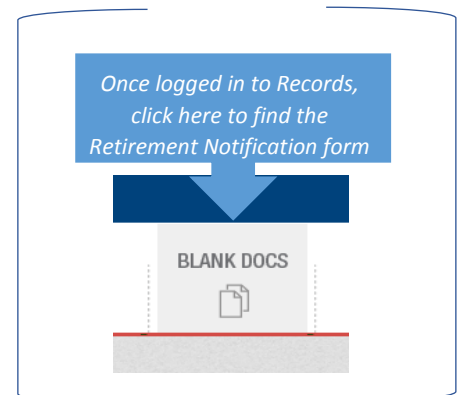 Once logged in to Records,
click here to find the
Retirement Notification form
BLANK DOCS